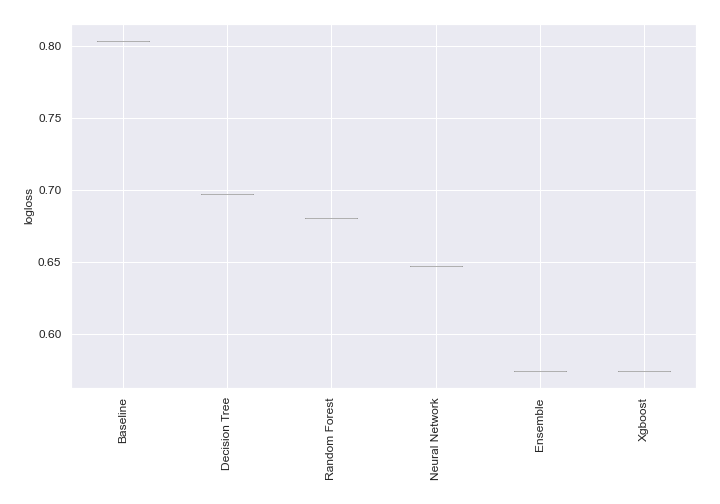 0.80
0.75
0.70
0.65
0.60
logloss
Baseline
Decision Tree
Random Forest
Neural Network
Ensemble
Xgboost